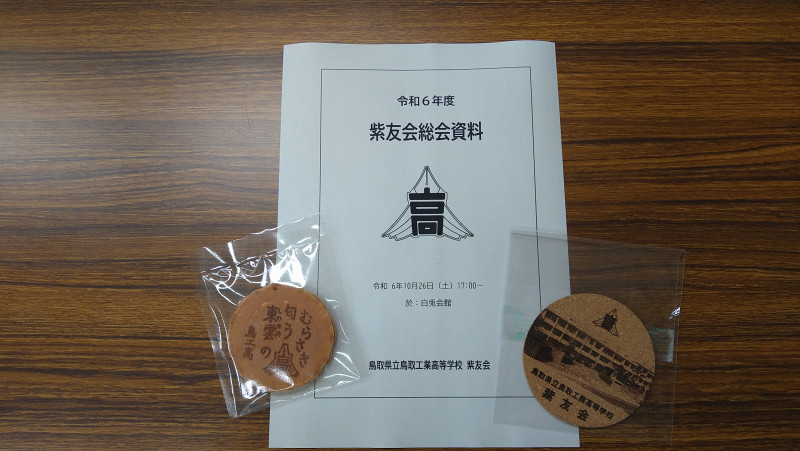 令和６年度
紫友会総会資料
高
令和 6年10月26日（土）17:00～
於：白兎会館
鳥取県立鳥取工業高等学校 紫友会
むらさき
匂う
東雲の
鳥工高
高
鳥取県立鳥取工業高等学校
紫友会